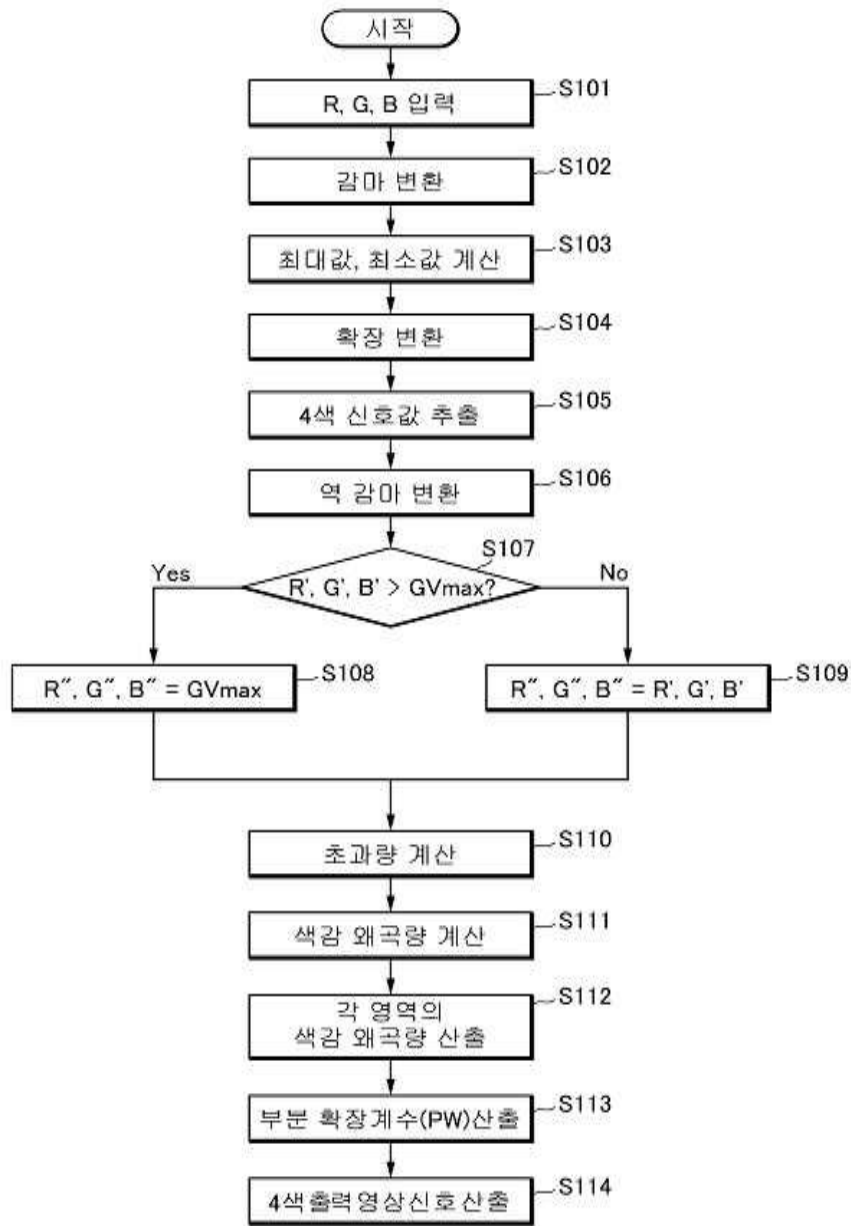 시작
R, G, B 입력
S101
감마 변환
S102
최대값, 최소값 계산
S103
확장 변환
S104
4색 신호값 추출
S105
역 감마 변환
S106
S107
Yes
R', G', B' > GVmax?
No
R", G", B" = GVmax
S108
R", G", B" = R', G', B'
S109
초과량 계산
S110
색감 왜곡량 계산
S111
각 영역의
색감 왜곡량 산출
S112
부분 확장계수(PW)산출
S113
4색출력영상신호산출
S114